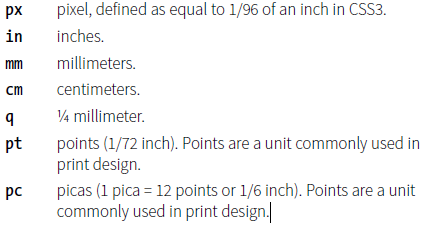 px pixel, defined as equal to 1/96 of an inch in CSS3.
in inches.
mm millimeters.
cm centimeters.
q ¼ millimeter.
pt points (1/72 inch). Points are a unit commonly used in
print design.
pc picas (1 pica = 12 points or 1/6 inch). Points are a unit
commonly used in print design.